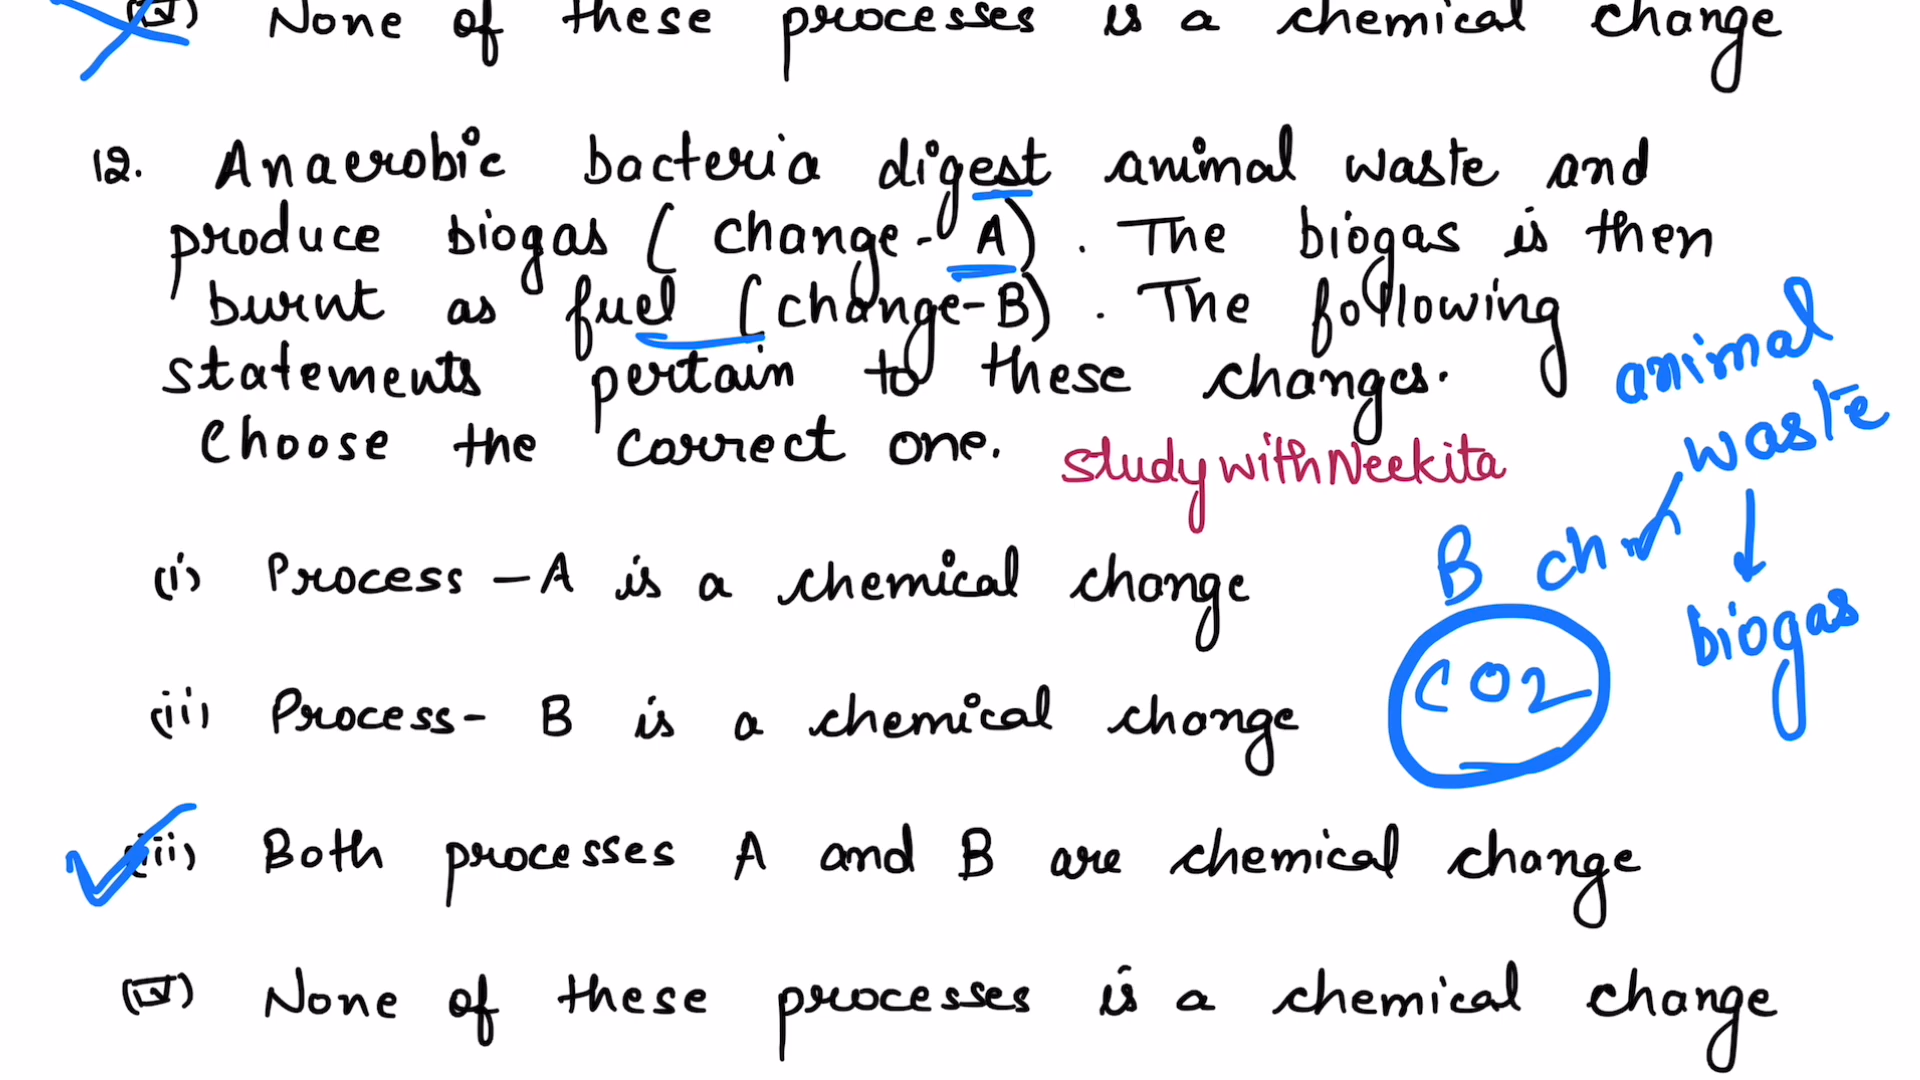 (iv) None of these processes is a chemical change
12. Anaerobic bacteria digest animal waste and
produce biogas ( change - A) . The biogas is then
burnt as fuel (change-B) . The following
statements pertain to these changes.
Choose the correct one.
studywithNeekita
animal
waste
B ch
biogas
CO2
(i) Process - A is a chemical change
(ii) Process- B is a chemical change
(iii) Both processes A and B are chemical change
(iv) None of these processes is a chemical change